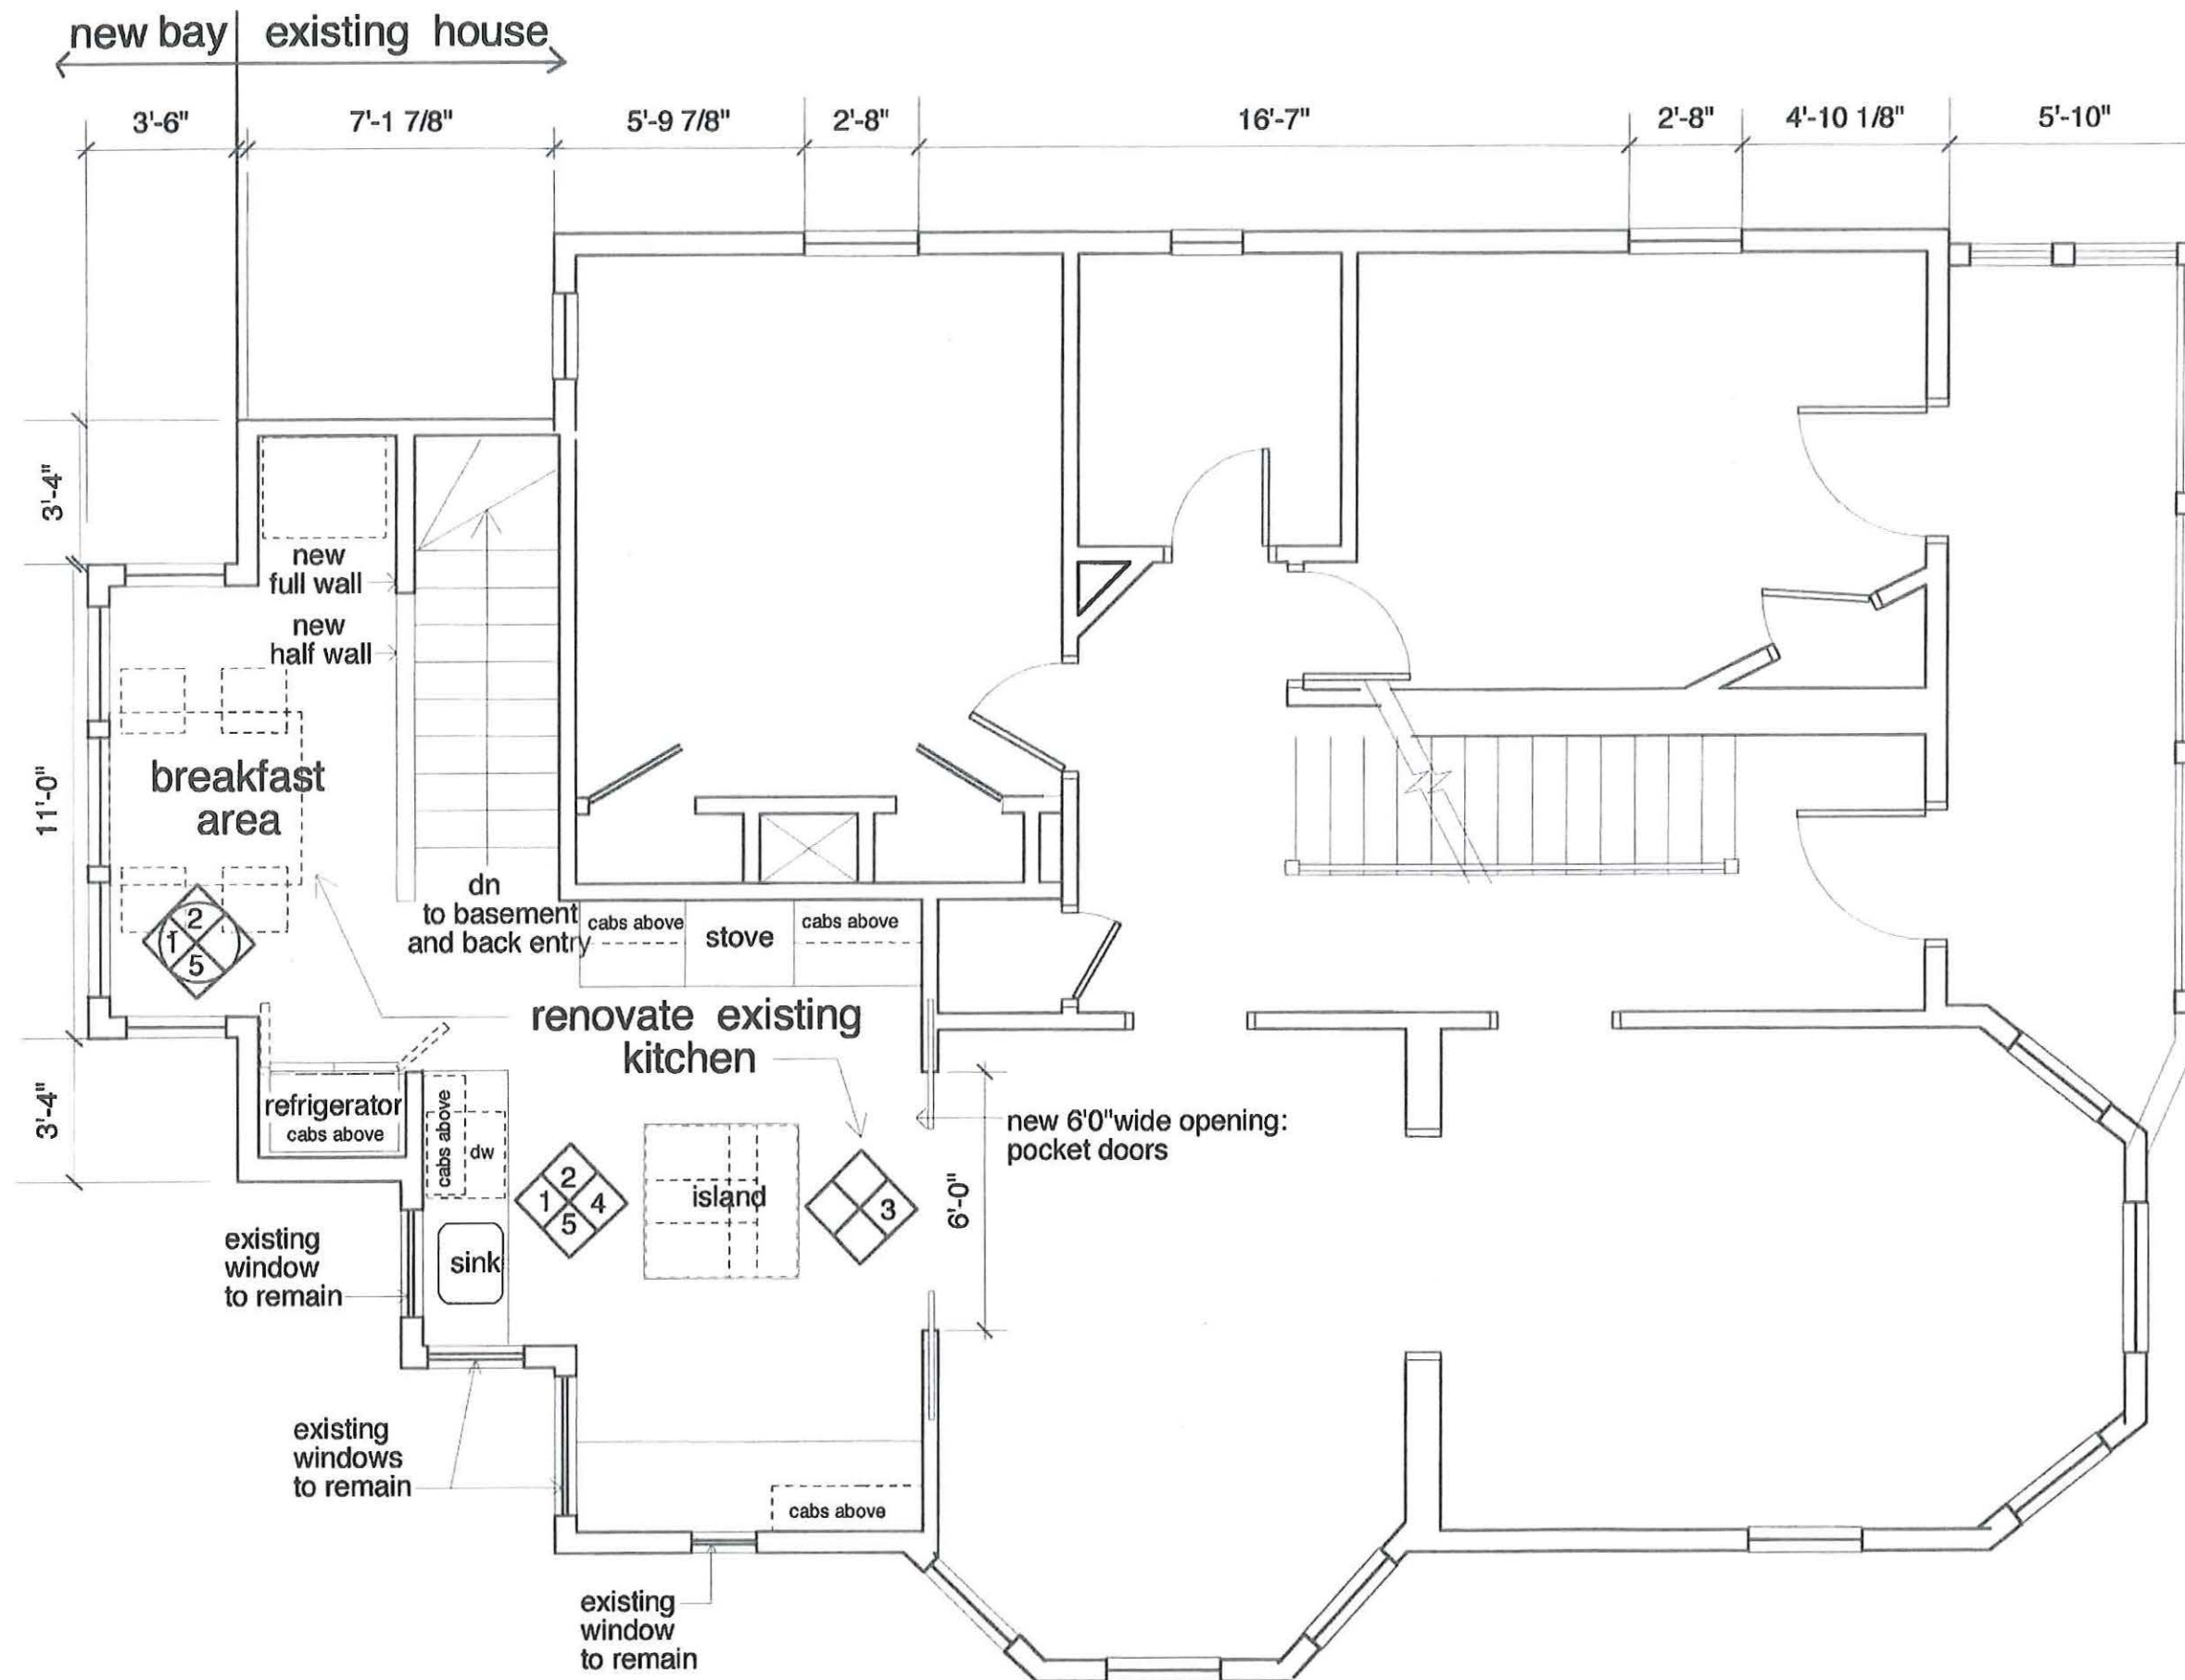 new bay existing house
3'-6" 7'-1 7/8" 5'-9 7/8" 2'-8" 16'-7" 2'-8" 4'-10 1/8" 5'-10"
3'-4"
new
full wall
new
half wall
11'-0"
breakfast
area
2
1
5
dn
to basement
and back entry
cabs above
stove
cabs above
renovate existing
kitchen
3'-4"
refrigerator
cabs above
cabs above
dw
sink
2
1 4
5
island
3
6'-0"
new 6'0"wide opening:
pocket doors
existing
window
to remain
existing
windows
to remain
cabs above
existing
window
to remain